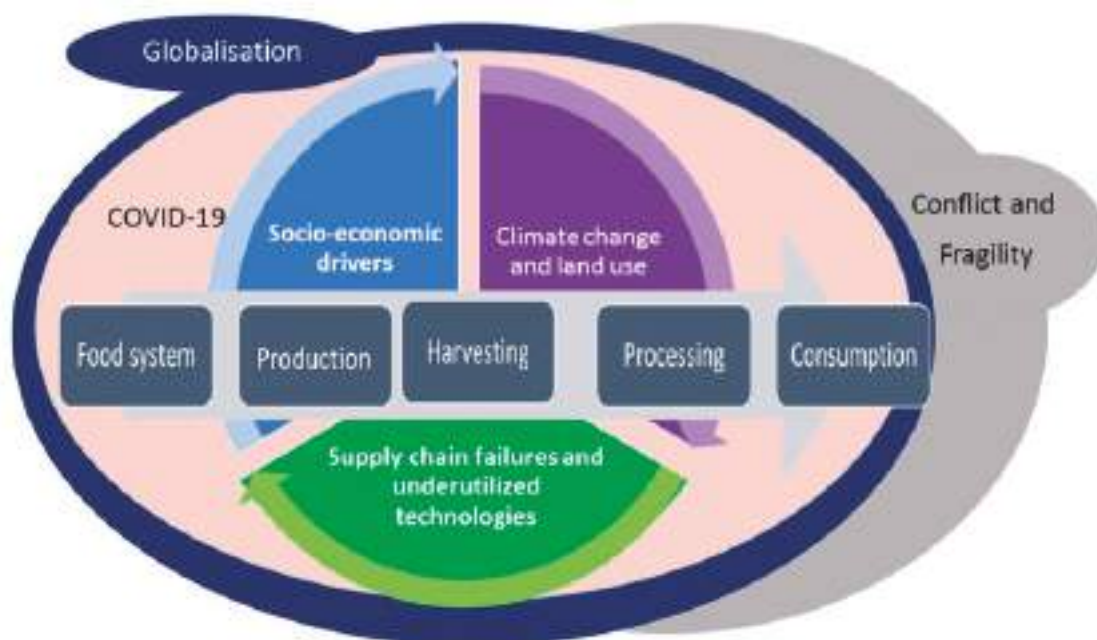 Globalisation
COVID-19
Socio-economic
drivers
Climate change
and land use
Conflict and
Fragility
Food system
Production
Harvesting
Processing
Consumption
Supply chain failures and
underutilized
technologies